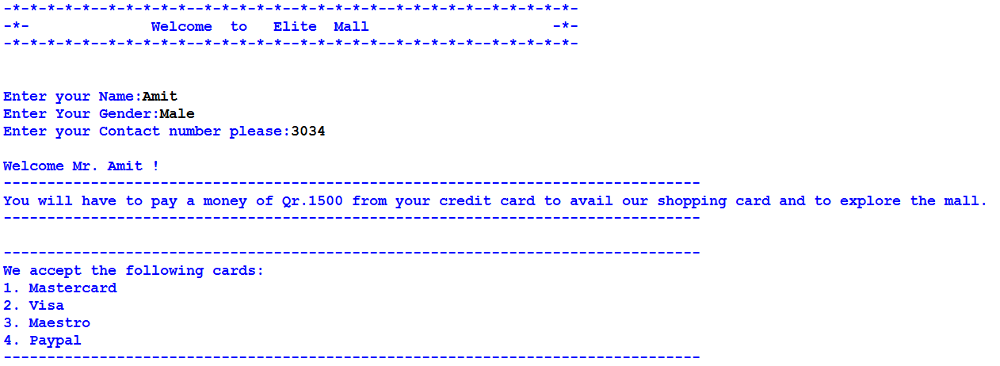 -*-*-*-*-*--*-*-*-*--*-*-*-*--*-*-*-*-*--*-*-*-*-*--*-*-*-*-*-
-*-              Welcome  to   Elite  Mall                     -*-
-*-*-*-*-*--*-*-*-*--*-*-*-*--*-*-*-*-*--*-*-*-*-*--*-*-*-*-*-
Enter your Name:Amit
Enter Your Gender:Male
Enter your Contact number please:3034
Welcome Mr. Amit !
--------------------------------------------------------------------------------
You will have to pay a money of Qr.1500 from your credit card to avail our shopping card and to explore the mall.
--------------------------------------------------------------------------------
--------------------------------------------------------------------------------
We accept the following cards:
1. Mastercard
2. Visa
3. Maestro
4. Paypal
--------------------------------------------------------------------------------